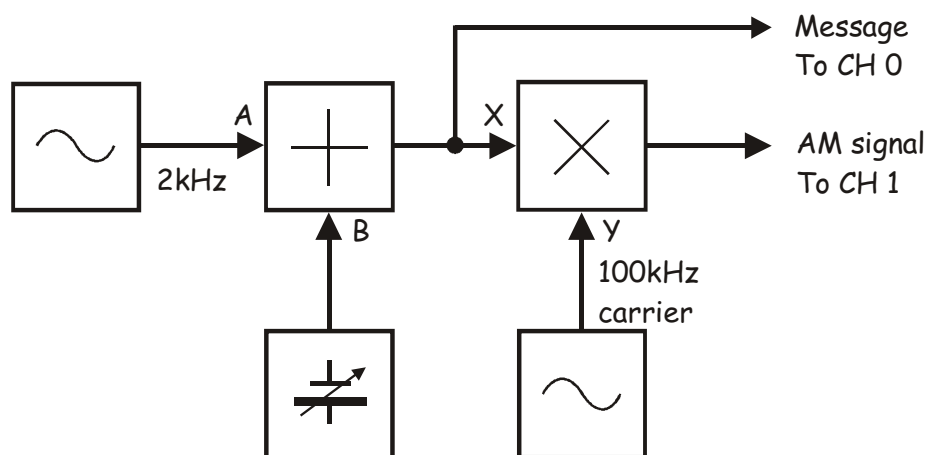 Message
To CH 0
A
X
2kHz
AM signal
To CH 1
B
Y
100kHz
carrier